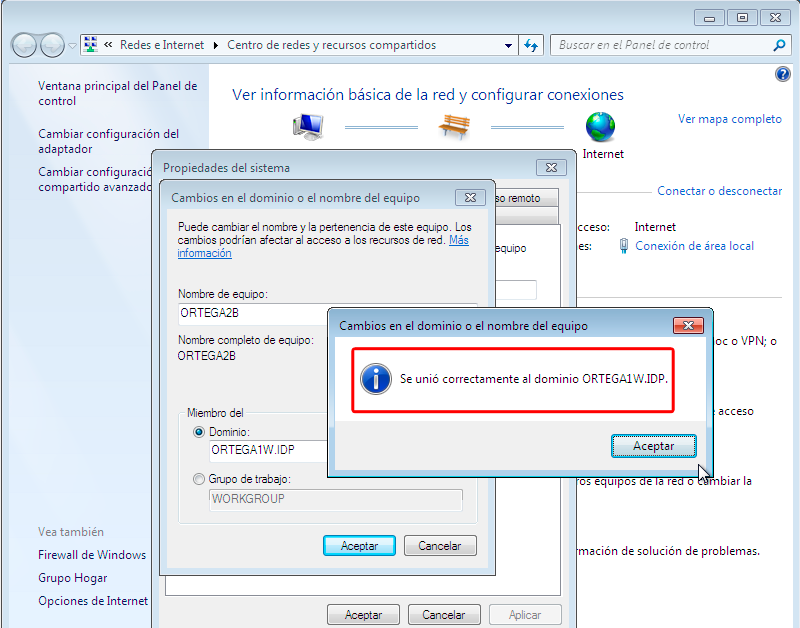 « Redes e Internet ▸ Centro de redes y recursos compartidos
Buscar en el Panel de control
Ventana principal del Panel de
control
Cambiar configuración del
adaptador
Cambiar configuració
compartido avanzado
Ver información básica de la red y configurar conexiones
Ver mapa completo
Internet
Conectar o desconectar
cceso:
Internet
es:
Conexión de área local
Propiedades del sistema
so remoto
equipo
Cambios en el dominio o el nombre del equipo
Puede cambiar el nombre y la pertenencia de este equipo. Los
cambios podrían afectar al acceso a los recursos de red. Más
información
Nombre de equipo:
ORTEGA2B
Nombre completo de equipo:
ORTEGA2B
Miembro del
Dominio:
ORTEGA1W.IDP
Grupo de trabajo:
WORKGROUP
Aceptar
Cancelar
Cambios en el dominio o el nombre del equipo
Se unió correctamente al dominio ORTEGA1W.IDP.
Aceptar
oc o VPN; o
acceso
ros equipos de la red o cambiar la
rmación de solución de problemas.
Vea también
Firewall de Windows
Grupo Hogar
Opciones de Internet
Aceptar
Cancelar
Aplicar